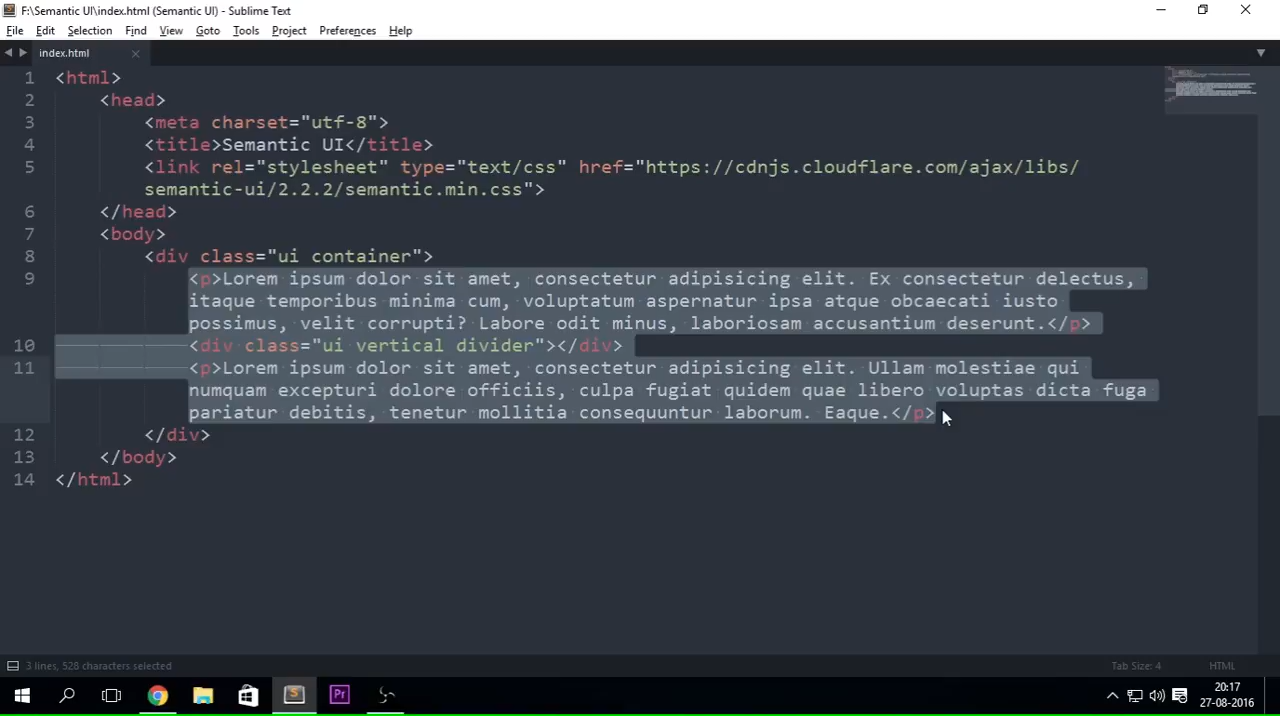 F:\Semantic UI\index.html (Semantic UI) - Sublime Text
File Edit Selection Find View Goto Tools Project Preferences Help
index.html
1 <html>
2 <head>
3 <meta charset="utf-8">
4 <title>Semantic UI</title>
5 <link rel="stylesheet" type="text/css" href="https://cdnjs.cloudflare.com/ajax/libs/
semantic-ui/2.2.2/semantic.min.css">
6 </head>
7 <body>
8 <div class="ui container">
9 <p>Lorem ipsum dolor sit amet, consectetur adipisicing elit. Ex consectetur delectus,
itaque temporibus minima cum, voluptatum aspernatur ipsa atque obcaecati iusto
possimus, velit corrupti? Labore odit minus, laboriosam accusantium deserunt.</p>
10 <div class="ui vertical divider"></div>
11 <p>Lorem ipsum dolor sit amet, consectetur adipisicing elit. Ullam molestiae qui
numquam excepturi dolore officiis, culpa fugiat quidem quae libero voluptas dicta fuga
pariatur debitis, tenetur mollitia consequuntur laborum. Eaque.</p>
12 </div>
13 </body>
14 </html>
3 lines, 528 characters selected
Tab Size: 4
HTML
S
Pr
20:17
27-08-2016